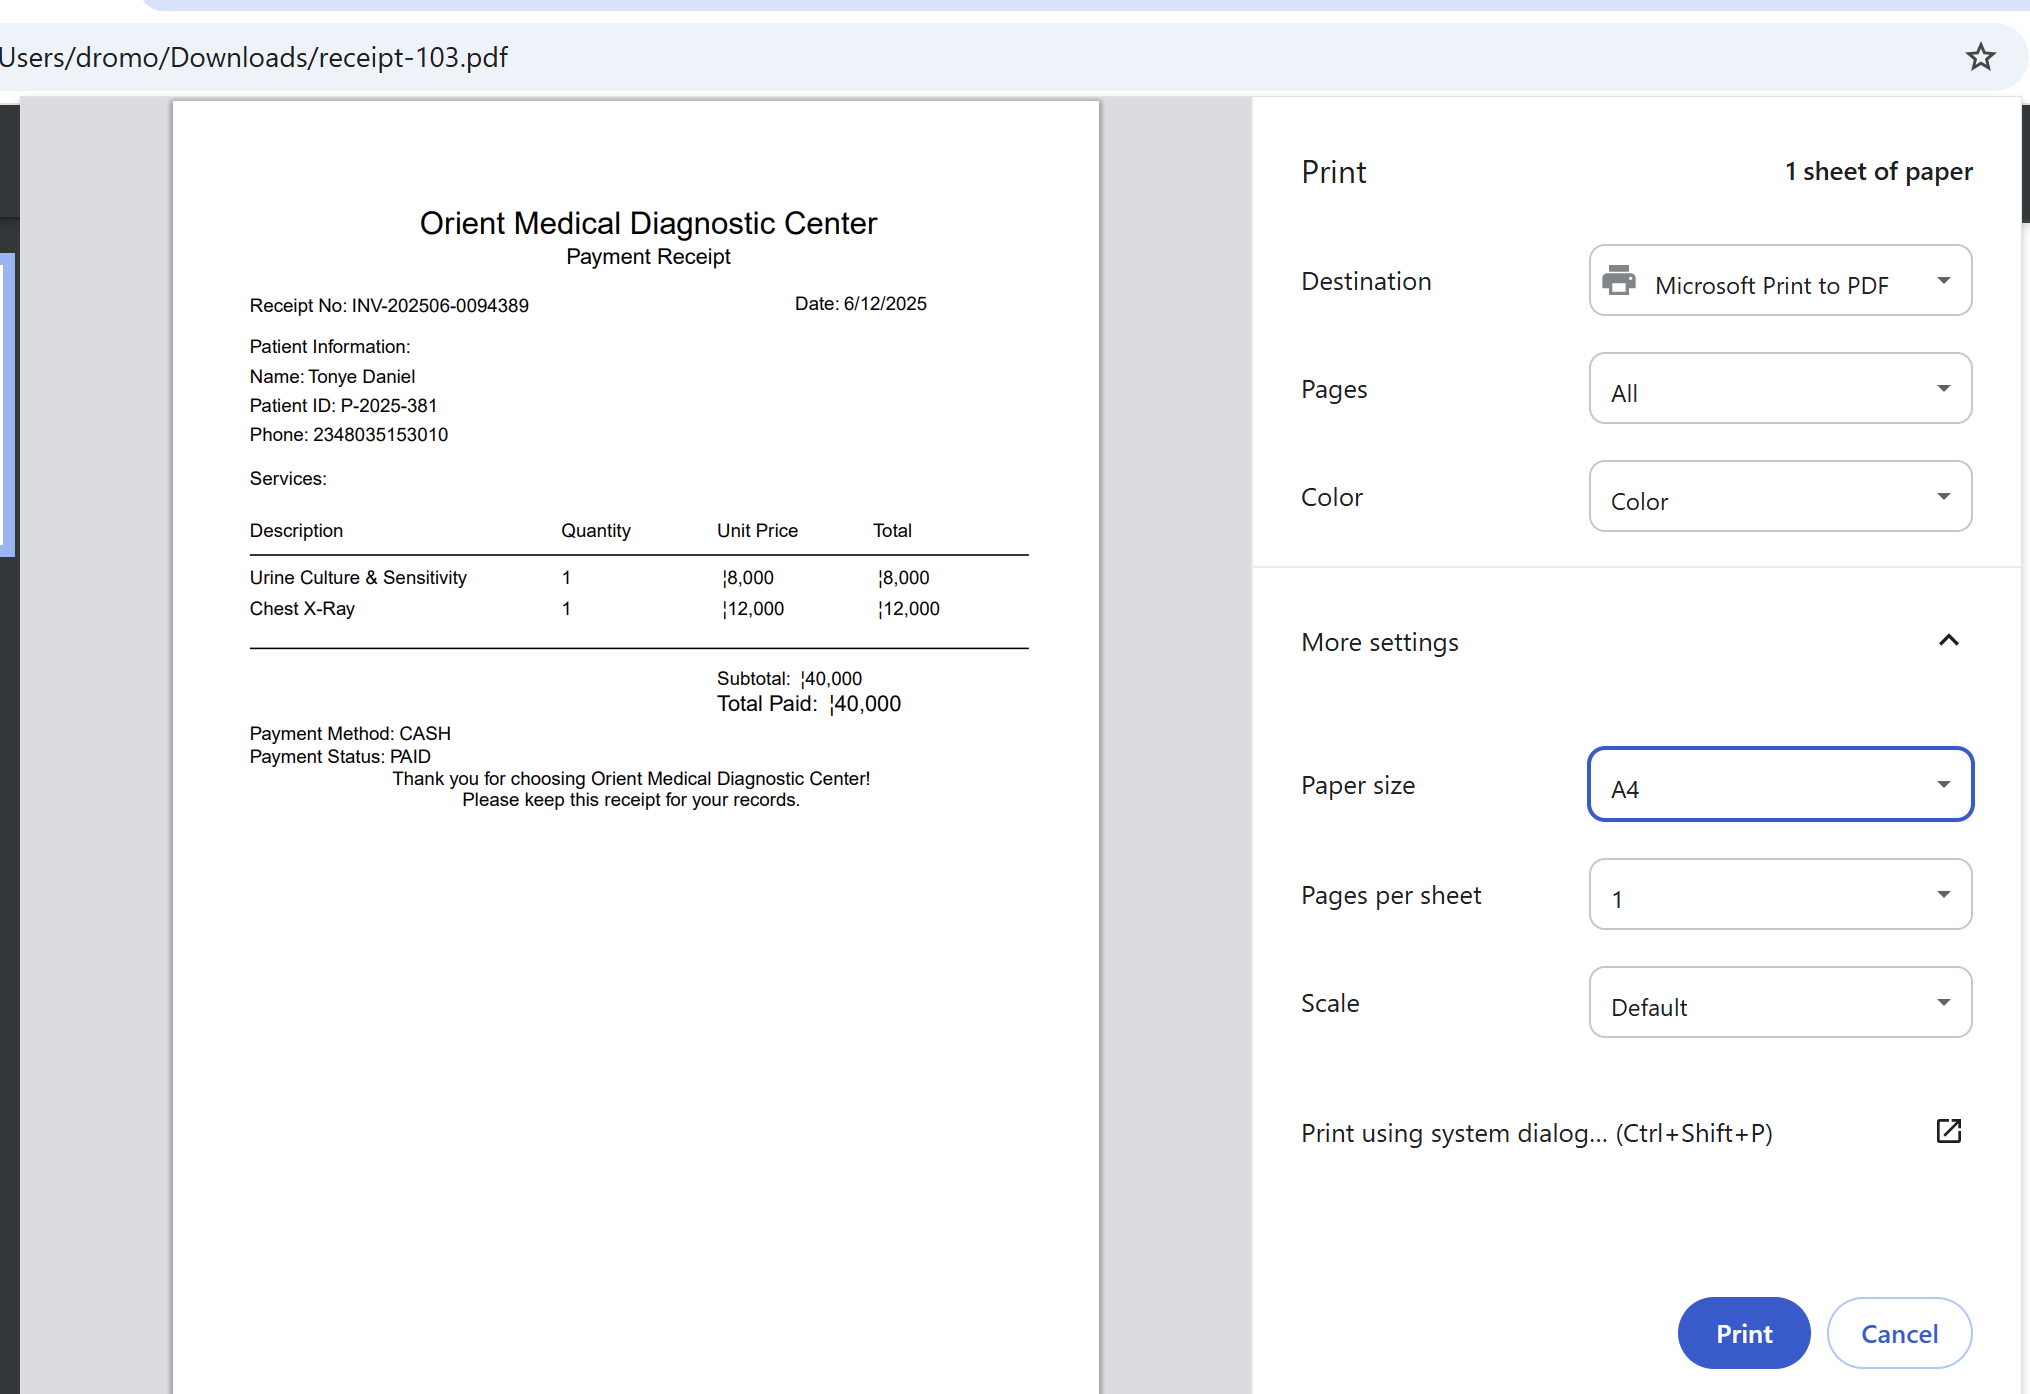 Users/dromo/Downloads/receipt-103.pdf
Orient Medical Diagnostic Center
Payment Receipt
Receipt No: INV-202506-0094389 Date: 6/12/2025
Patient Information:
Name: Tonye Daniel
Patient ID: P-2025-381
Phone: 2348035153010
Services:
Description Quantity Unit Price Total
Urine Culture & Sensitivity 1 ¦8,000 ¦8,000
Chest X-Ray 1 ¦12,000 ¦12,000
Subtotal: ¦40,000
Total Paid: ¦40,000
Payment Method: CASH
Payment Status: PAID
Thank you for choosing Orient Medical Diagnostic Center!
Please keep this receipt for your records.
Print 1 sheet of paper
Destination Microsoft Print to PDF
Pages All
Color Color
More settings
Paper size A4
Pages per sheet 1
Scale Default
Print using system dialog... (Ctrl+Shift+P)
Print Cancel